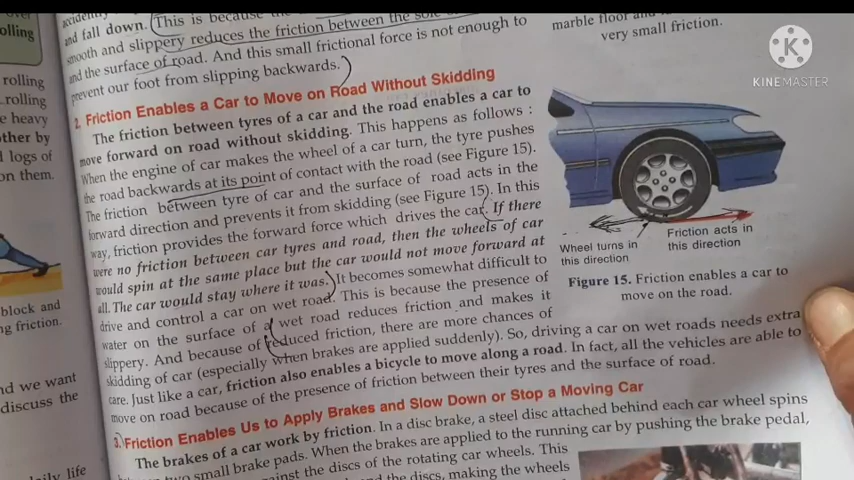 olling
rolling
rolling
e heavy
other by
d logs of
on them.
block and
ng friction.
nd we want
discuss the
daily life
and fall down. This is because the
smooth and slippery reduces the friction between the sole
and the surface of road. And this small frictional force is not enough to
prevent our foot from slipping backwards.
marble floor and
very small friction.
KINEMASTER
2. Friction Enables a Car to Move on Road Without Skidding
The friction between tyres of a car and the road enables a car to
move forward on road without skidding. This happens as follows :
When the engine of car makes the wheel of a car turn, the tyre pushes
the road backwards at its point of contact with the road (see Figure 15).
The friction between tyre of car and the surface of road acts in the
forward direction and prevents it from skidding (see Figure 15). In this
way, friction provides the forward force which drives the car. If there
were no friction between car tyres and road, then the wheels of car
would spin at the same place but the car would not move forward at
all. The car would stay where it was. It becomes somewhat difficult to
drive and control a car on wet road. This is because the presence of
water on the surface of a wet road reduces friction and makes it
slippery. And because of reduced friction, there are more chances of
skidding of car (especially when brakes are applied suddenly). So, driving a car on wet roads needs extra
care. Just like a car, friction also enables a bicycle to move along a road. In fact, all the vehicles are able to
move on road because of the presence of friction between their tyres and the surface of road.
Wheel turns in
this direction
Friction acts in
this direction
Figure 15. Friction enables a car to
move on the road.
3. Friction Enables Us to Apply Brakes and Slow Down or Stop a Moving Car
The brakes of a car work by friction. In a disc brake, a steel disc attached behind each car wheel spins
two small brake pads. When the brakes are applied to the running car by pushing the brake pedal,
against the discs of the rotating car wheels. This
and the discs, making the wheels